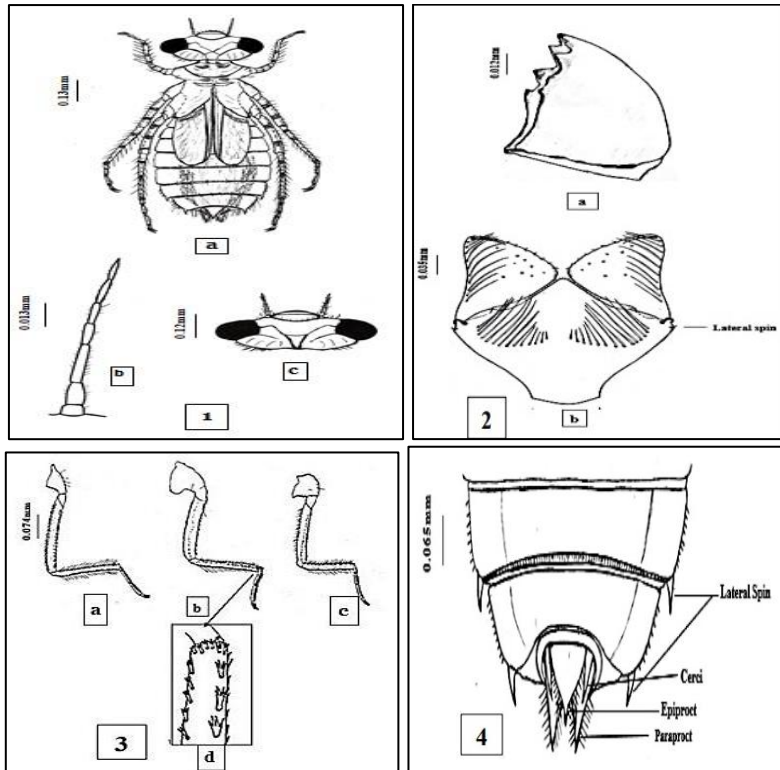 0.13mm
a
0.013mm
b
0.12mm
c
1
0.012mm
a
0.035mm
Lateral spin
b
2
0.074mm
a
b
c
d
3
0.065mm
Lateral Spin
Cerci
Epiproct
Paraproct
4